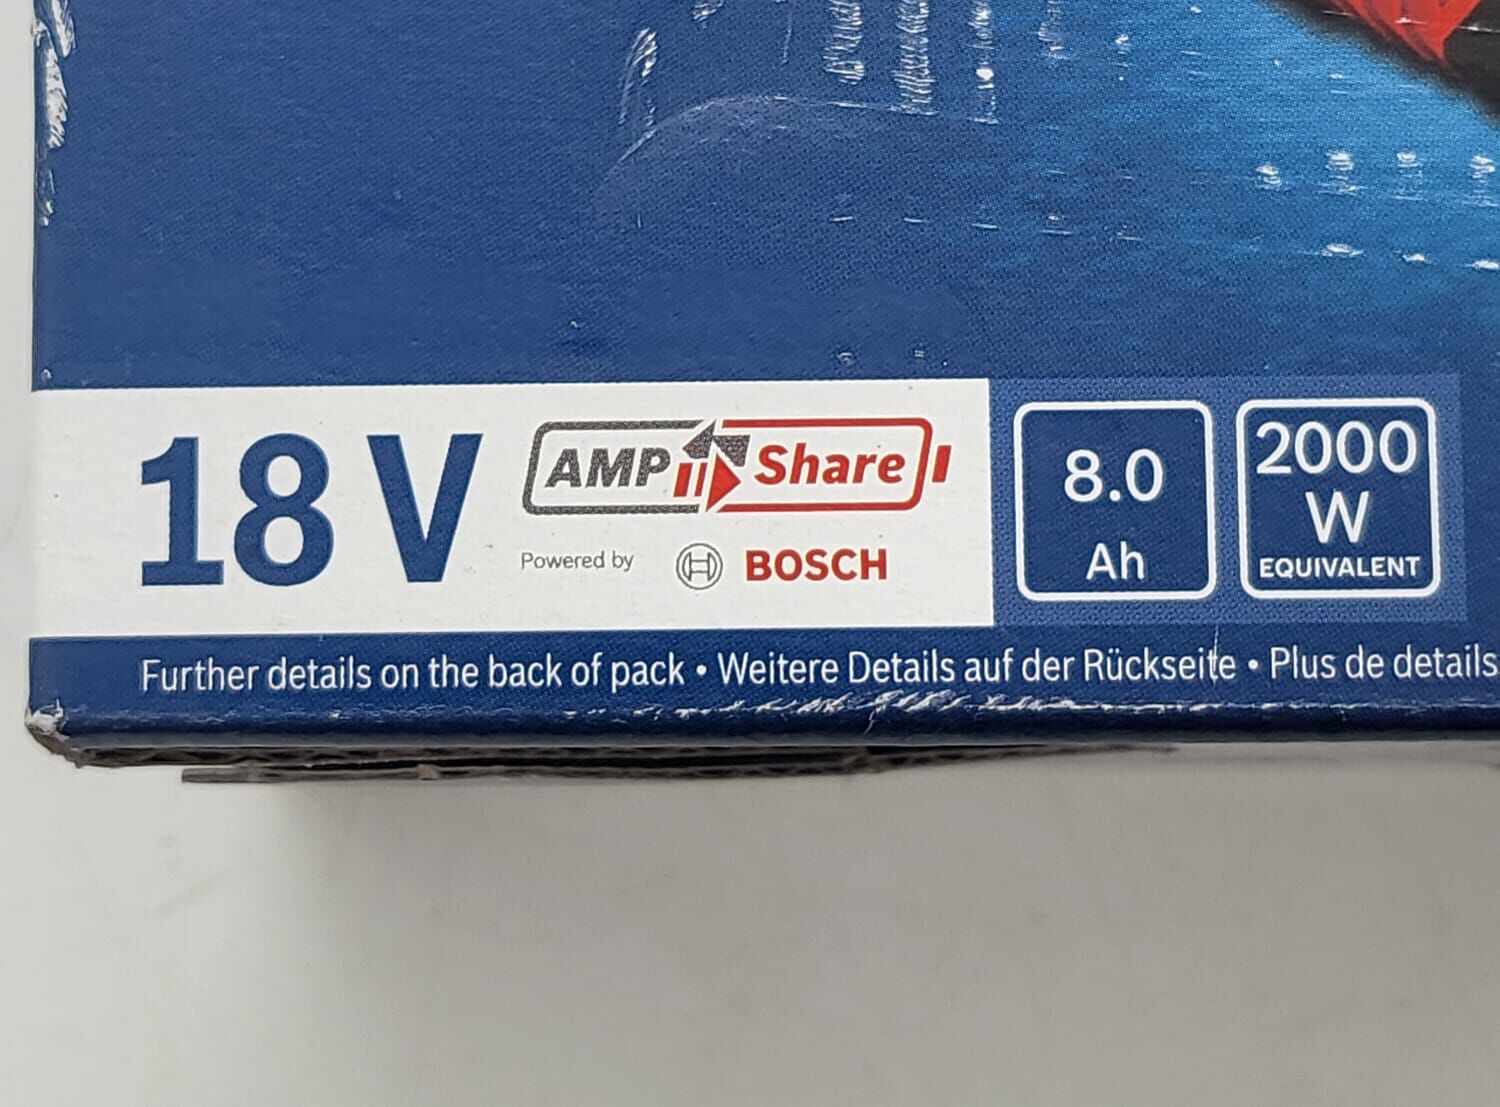 18 V
AMP Share
Powered by BOSCH
8.0
Ah
2000
W
EQUIVALENT
Further details on the back of pack • Weitere Details auf der Rückseite • Plus de details